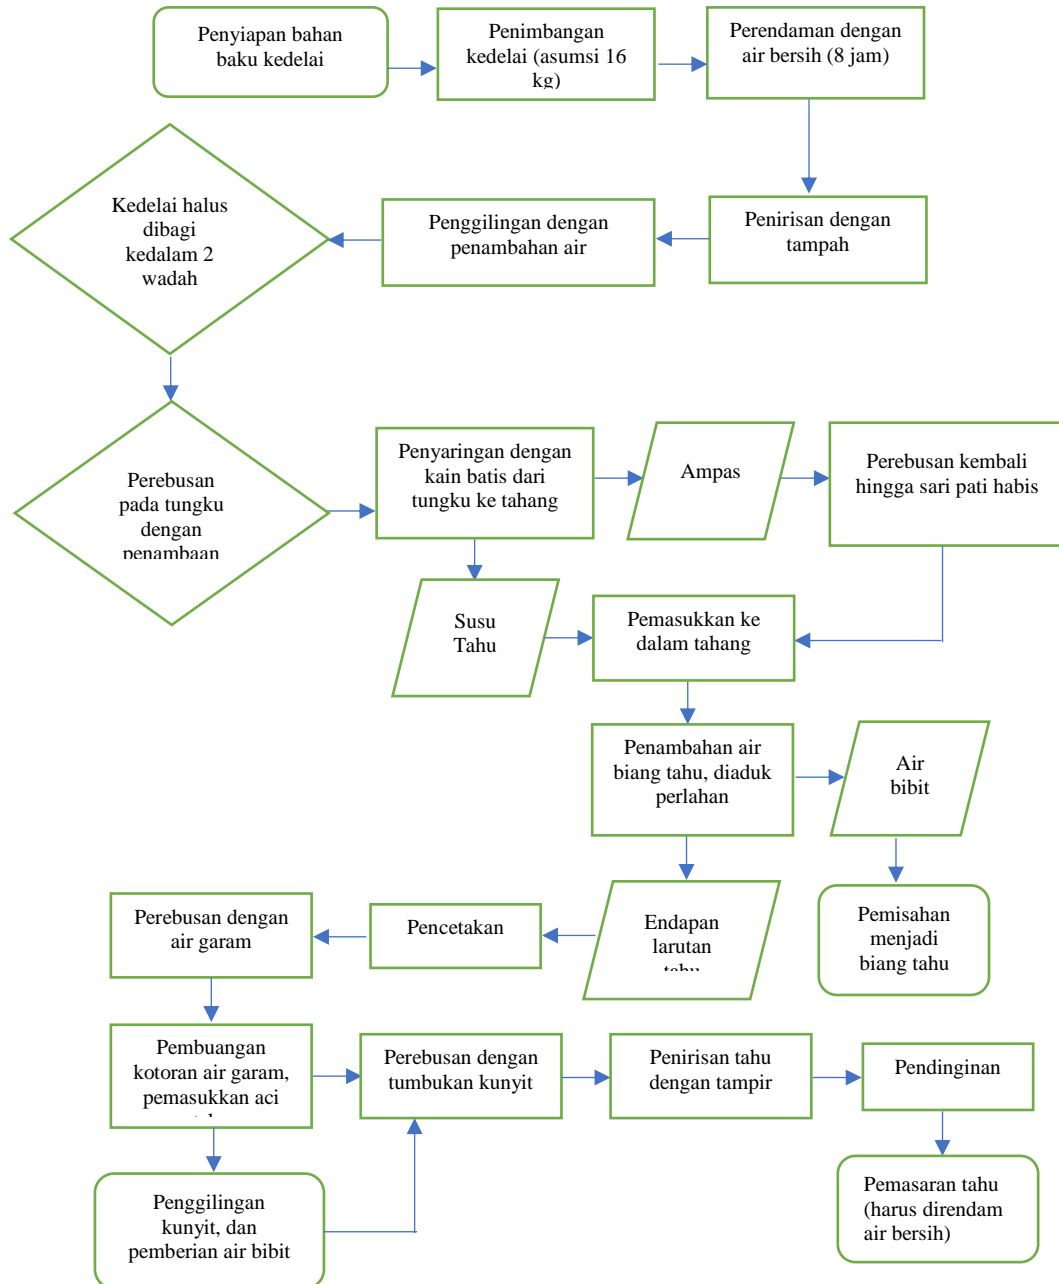 Penyiapan bahan
baku kedelai
Penimbangan
kedelai (asumsi 16
kg)
Perendaman dengan
air bersih (8 jam)
Kedelai halus
dibagi
kedalam 2
wadah
Penggilingan dengan
penambahan air
Penirisan dengan
tampah
Perebusan
pada tungku
dengan
penambaan
Penyaringan dengan
kain batis dari
tungku ke tahang
Ampas
Perebusan kembali
hingga sari pati habis
Susu
Tahu
Pemasukkan ke
dalam tahang
Penambahan air
biang tahu, diaduk
perlahan
Air
bibit
Perebusan dengan
air garam
Pencetakan
Endapan
larutan
tahu
Pemisahan
menjadi
biang tahu
Pembuangan
kotoran air garam,
pemasukkan aci
Perebusan dengan
tumbukan kunyit
Penirisan tahu
dengan tampir
Pendinginan
Penggilingan
kunyit, dan
pemberian air bibit
Pemasaran tahu
(harus direndam
air bersih)